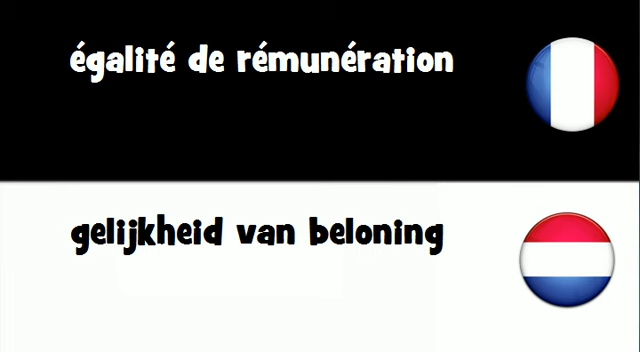 égalité de rémunération
gelijkheid van beloning